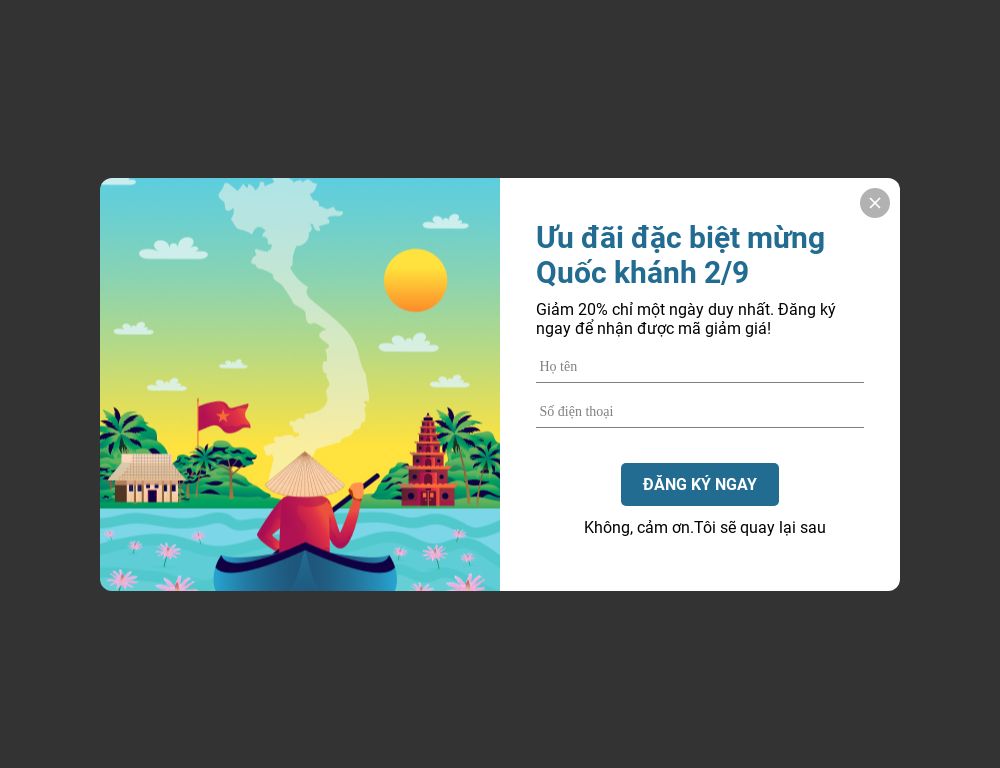 Ưu đãi đặc biệt mừng
Quốc khánh 2/9
Giảm 20% chỉ một ngày duy nhất. Đăng ký
ngay để nhận được mã giảm giá!
Họ tên
Số điện thoại
ĐĂNG KÝ NGAY
Không, cảm ơn.Tôi sẽ quay lại sau